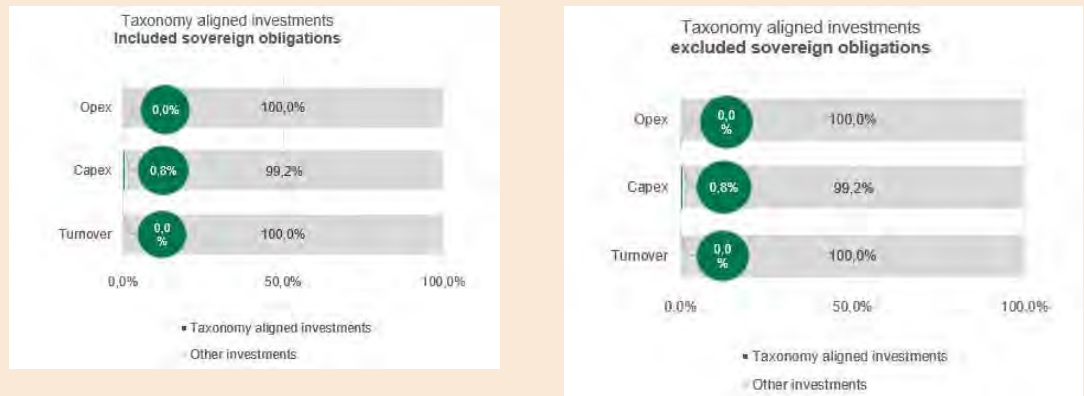 Taxonomy aligned investments
Included sovereign obligations
Opex
0,0%
100,0%
Capex
0,8%
99,2%
Turnover
0,0
%
100,0%
0,0%
50,0%
100,0%
▪ Taxonomy aligned investments
Other investments
Taxonomy aligned investments
excluded sovereign obligations
Opex
0,0
%
100,0%
Capex
0,8%
99,2%
Turnover
0,0
%
100,0%
0,0%
50,0%
100,0%
▪ Taxonomy aligned investments
Other investments